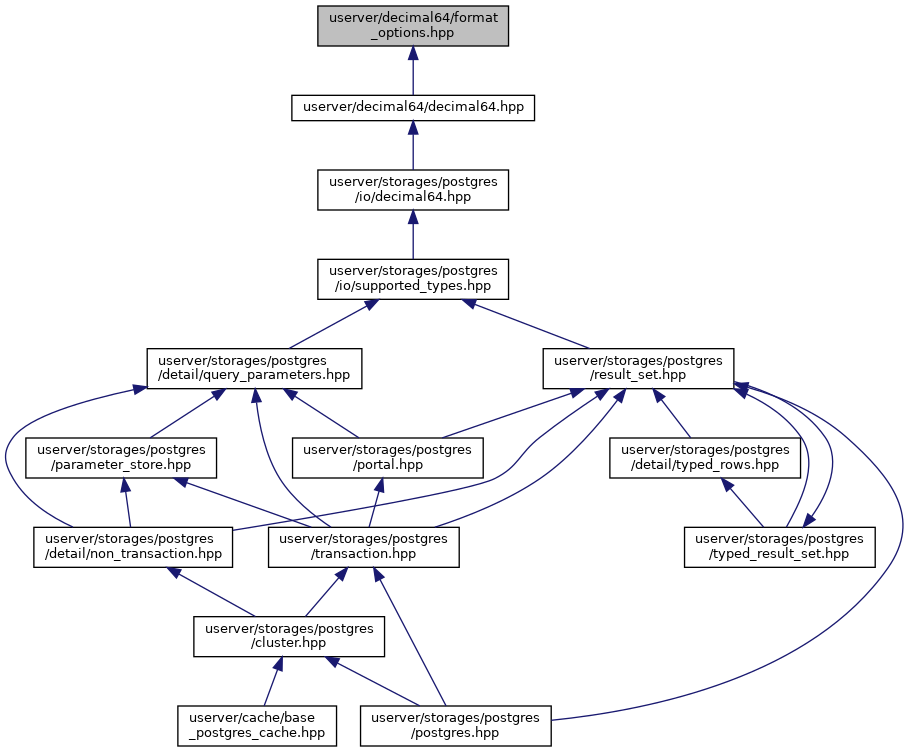 userver/decimal64/format
_options.hpp
userver/decimal64/decimal64.hpp
userver/storages/postgres
/io/decimal64.hpp
userver/storages/postgres
/io/supported_types.hpp
userver/storages/postgres
/detail/query_parameters.hpp
userver/storages/postgres
/result_set.hpp
userver/storages/postgres
/parameter_store.hpp
userver/storages/postgres
/portal.hpp
userver/storages/postgres
/detail/typed_rows.hpp
userver/storages/postgres
/detail/non_transaction.hpp
userver/storages/postgres
/transaction.hpp
userver/storages/postgres
/typed_result_set.hpp
userver/storages/postgres
/cluster.hpp
userver/cache/base
_postgres_cache.hpp
userver/storages/postgres
/postgres.hpp